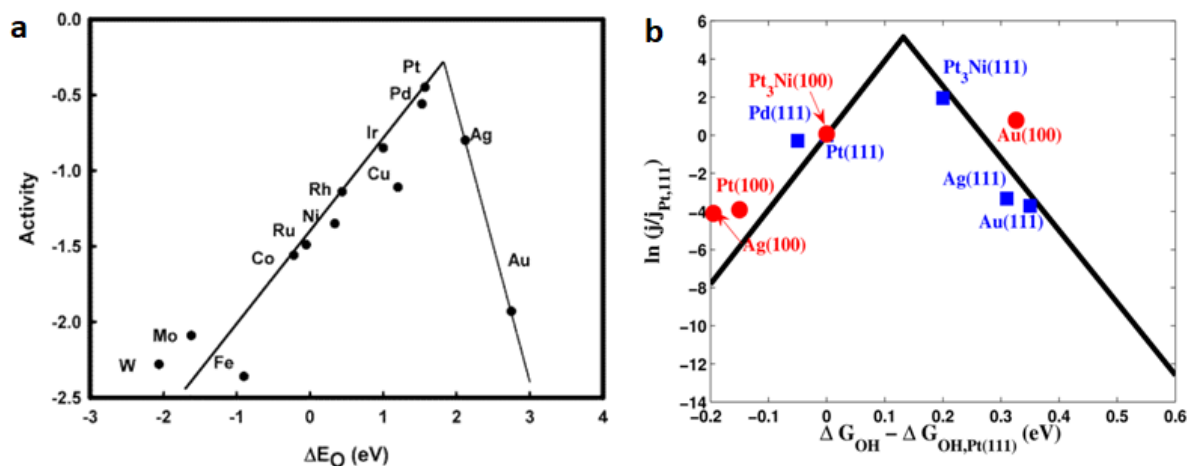 a
0.0
-0.5
-1.0
-1.5
-2.0
-2.5
Activity
Pt
Pd
Ir
Ag
Cu
Rh
Ni
Ru
Co
Au
Mo
W
Fe
-3 -2 -1 0 1 2 3 4
ΔE_O (eV)
b
6
4
2
0
−2
−4
−6
−8
−10
−12
−14
ln (j/j_Pt,111)
Pt₃Ni(111)
Pt₃Ni(100)
Pd(111)
Au(100)
Pt(111)
Ag(111)
Pt(100)
Au(111)
Ag(100)
−0.2 −0.1 0 0.1 0.2 0.3 0.4 0.5 0.6
Δ G_OH − Δ G_OH,Pt(111) (eV)